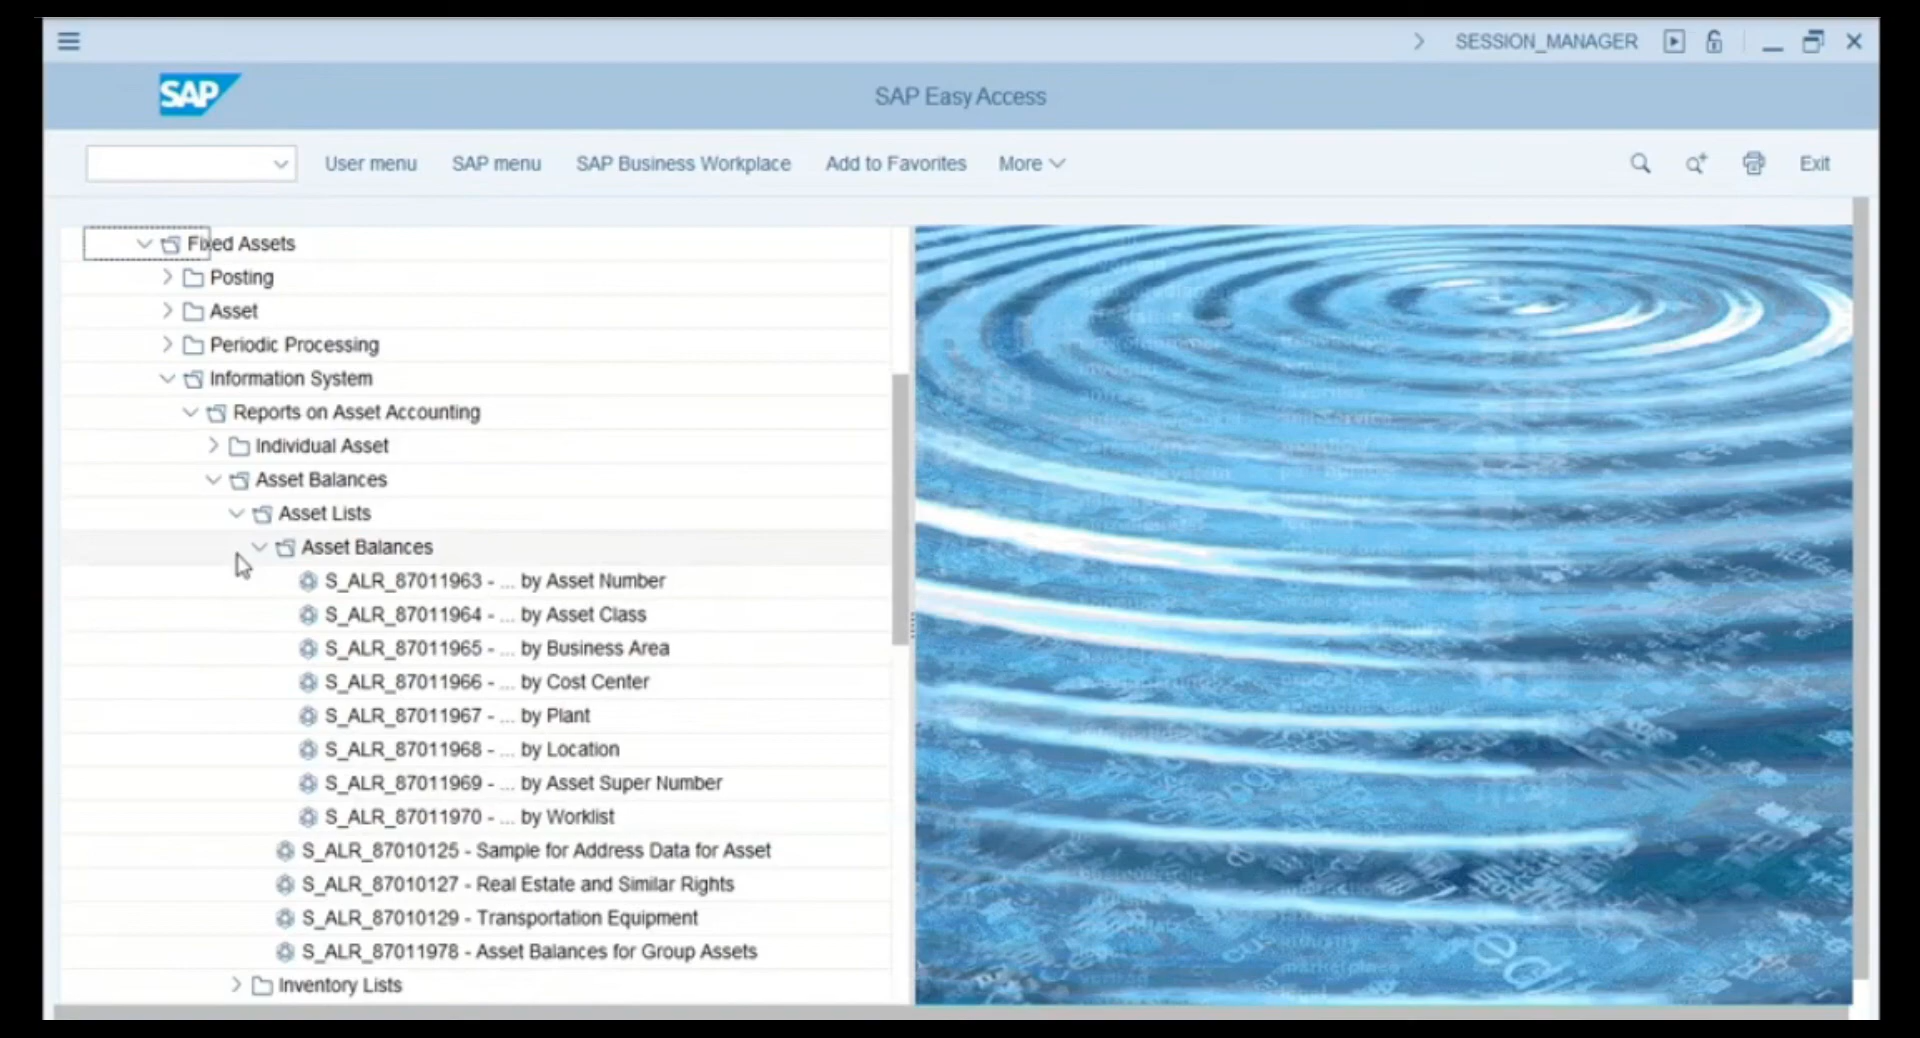 SESSION_MANAGER
SAP
SAP Easy Access
User menu
SAP menu
SAP Business Workplace
Add to Favorites
More
Exit
Fixed Assets
Posting
Asset
Periodic Processing
Information System
Reports on Asset Accounting
Individual Asset
Asset Balances
Asset Lists
Asset Balances
S_ALR_87011963 - ... by Asset Number
S_ALR_87011964 - ... by Asset Class
S_ALR_87011965 - ... by Business Area
S_ALR_87011966 - ... by Cost Center
S_ALR_87011967 - ... by Plant
S_ALR_87011968 - ... by Location
S_ALR_87011969 - ... by Asset Super Number
S_ALR_87011970 - ... by Worklist
S_ALR_87010125 - Sample for Address Data for Asset
S_ALR_87010127 - Real Estate and Similar Rights
S_ALR_87010129 - Transportation Equipment
S_ALR_87011978 - Asset Balances for Group Assets
Inventory Lists